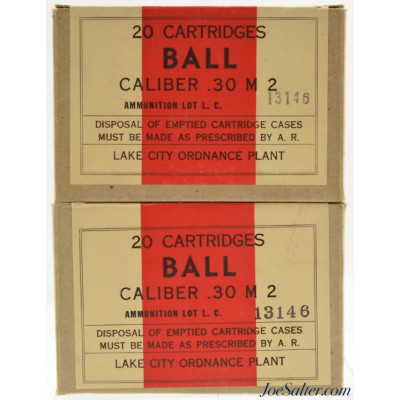 20 CARTRIDGES
BALL
CALIBER .30 M 2
13146
AMMUNITION LOT L. C.
DISPOSAL OF EMPTIED CARTRIDGE CASES
MUST BE MADE AS PRESCRIBED BY A. R.
LAKE CITY ORDNANCE PLANT
20 CARTRIDGES
BALL
CALIBER .30 M 2
AMMUNITION LOT L. C. 13146
DISPOSAL OF EMPTIED CARTRIDGE CASES
MUST BE MADE AS PRESCRIBED BY A. R.
LAKE CITY ORDNANCE PLANT
JoeSalter.com